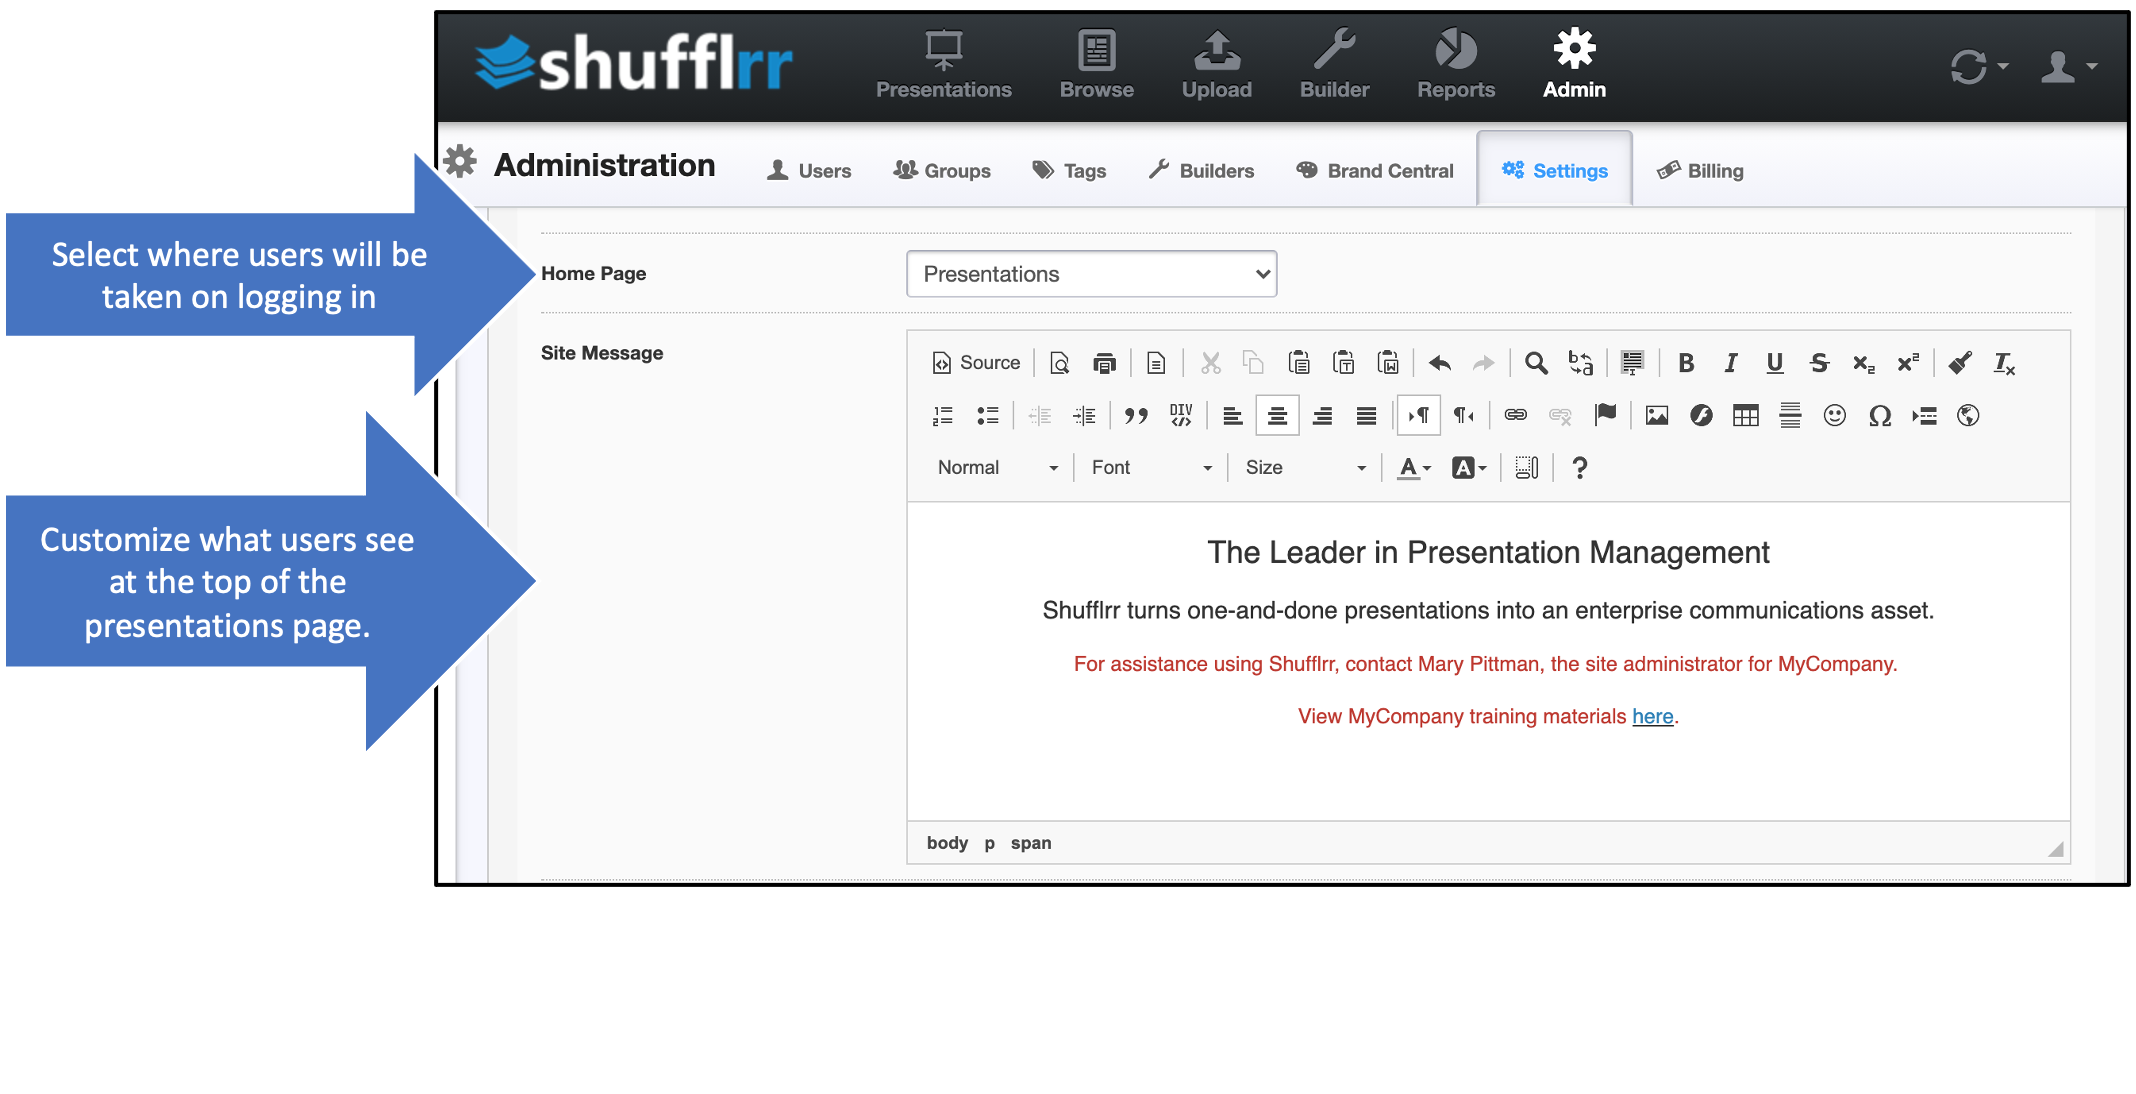 shufflrr
Presentations Browse Upload Builder Reports Admin
Administration Users Groups Tags Builders Brand Central Settings Billing
Select where users will be
taken on logging in
Home Page Presentations
Site Message
Source
B I U S x₂ x² Tx
DIV
Normal Font Size A A ?
Customize what users see
at the top of the
presentations page.
The Leader in Presentation Management
Shufflrr turns one-and-done presentations into an enterprise communications asset.
For assistance using Shufflrr, contact Mary Pittman, the site administrator for MyCompany.
View MyCompany training materials here.
body p span